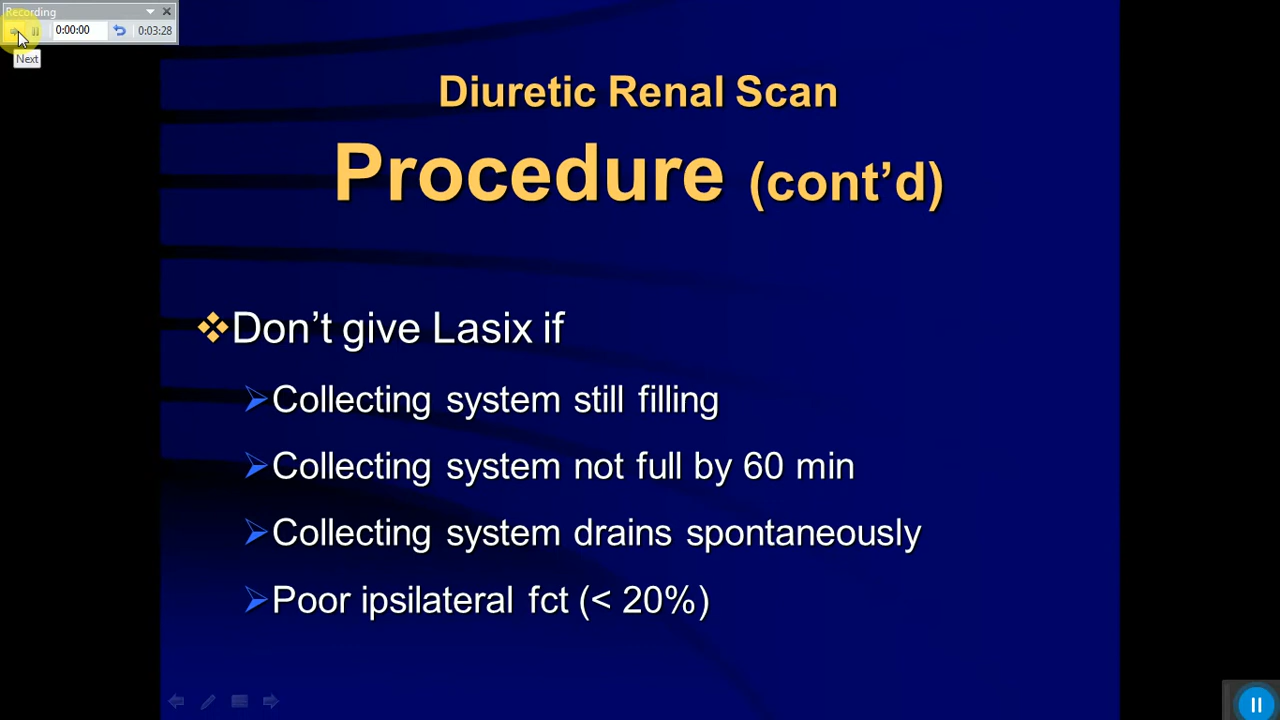 Recording
0:00:00
0:03:28
Next
Diuretic Renal Scan
Procedure (cont’d)
Don’t give Lasix if
Collecting system still filling
Collecting system not full by 60 min
Collecting system drains spontaneously
Poor ipsilateral fct (< 20%)